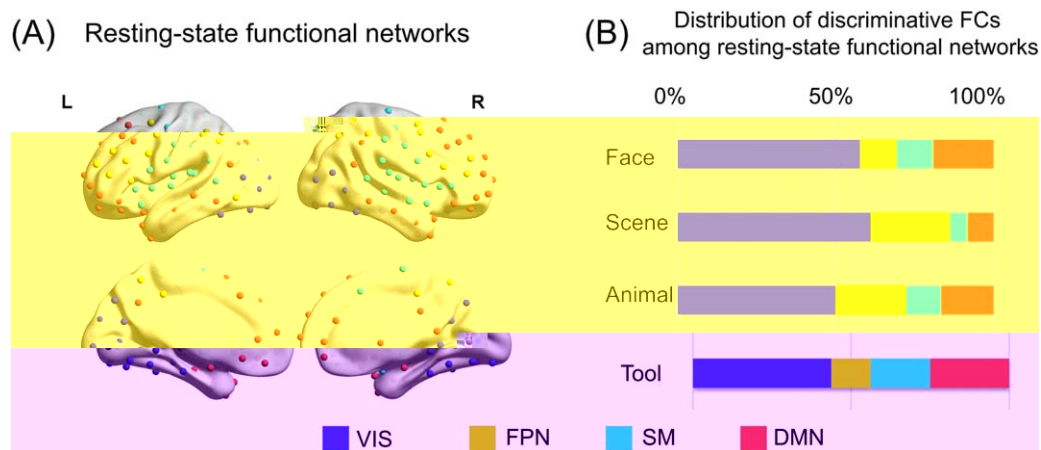 (A) Resting-state functional networks
(B) Distribution of discriminative FCs
among resting-state functional networks
L R
0% 50% 100%
Face
Scene
Animal
Tool
VIS FPN SM DMN